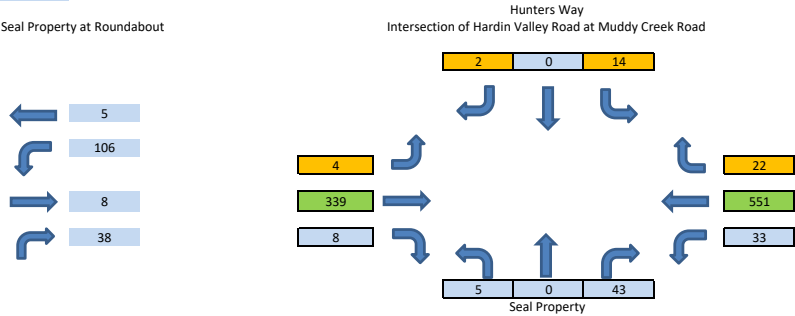 Hunters Way
Seal Property at Roundabout
Intersection of Hardin Valley Road at Muddy Creek Road
2 0 14
5
106
4
22
8
339
551
38
8
33
5 0 43
Seal Property